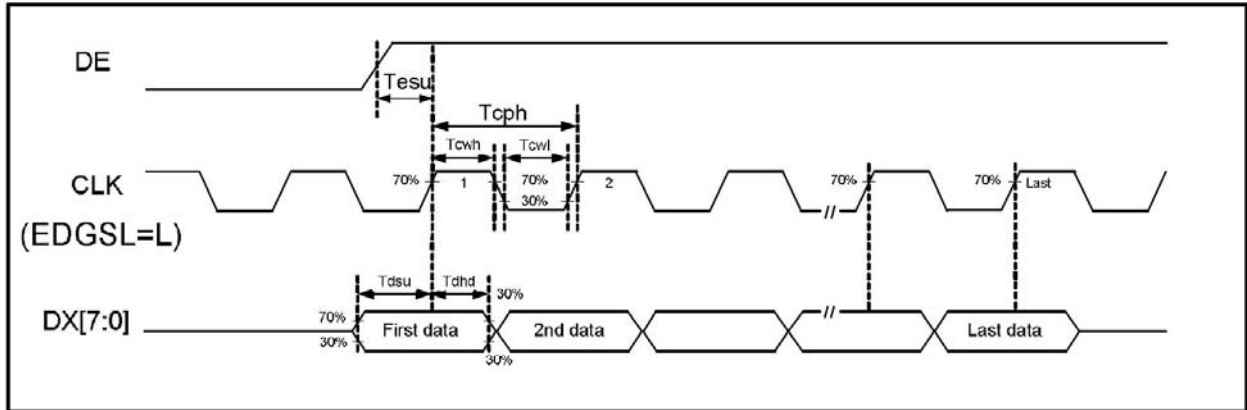 DE
Tesu
Tcph
Tcwh
Tcwl
CLK
70%
1
70%
30%
2
70%
70%
Last
(EDGSL=L)
//
Tdsu
Tdhd
30%
DX[7:0]
70%
30%
First data
2nd data
//
Last data
30%